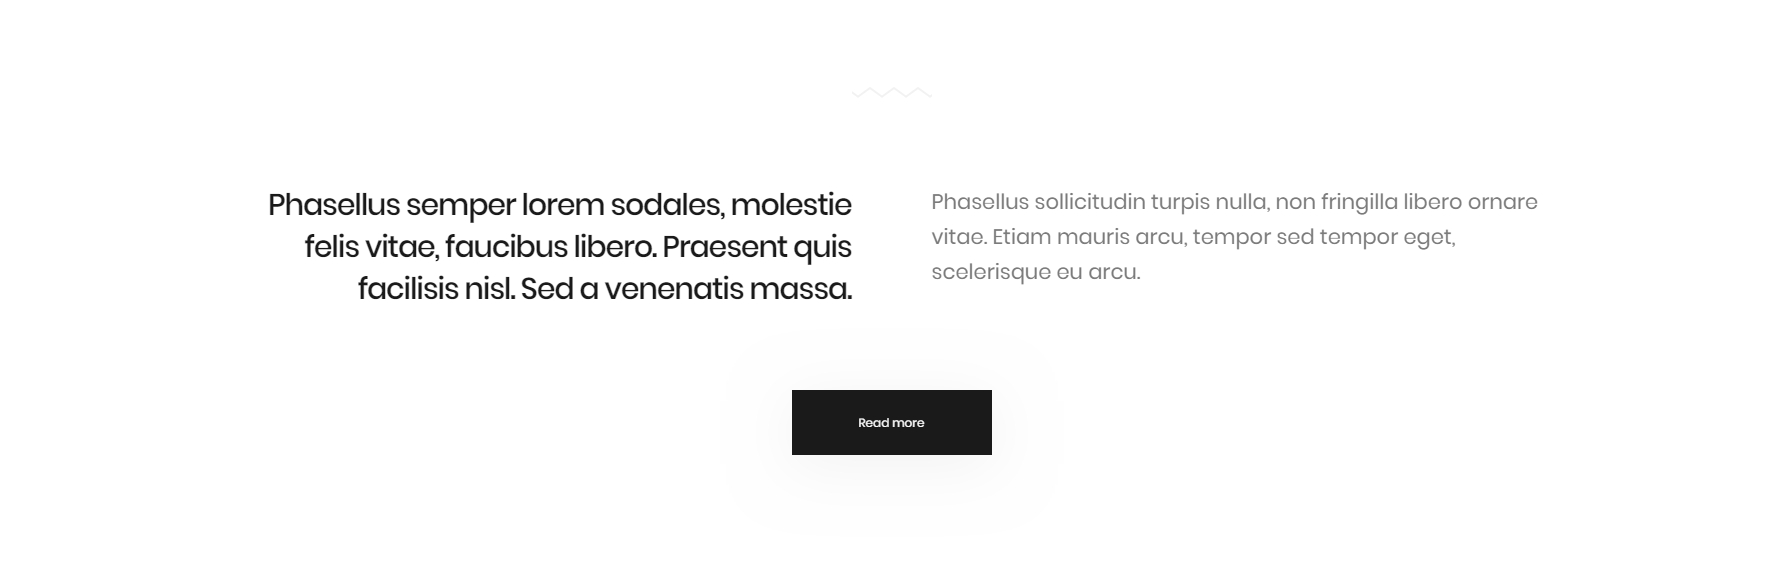 Phasellus semper lorem sodales, molestie
felis vitae, faucibus libero. Praesent quis
facilisis nisl. Sed a venenatis massa.
Phasellus sollicitudin turpis nulla, non fringilla libero ornare
vitae. Etiam mauris arcu, tempor sed tempor eget,
scelerisque eu arcu.
Read more